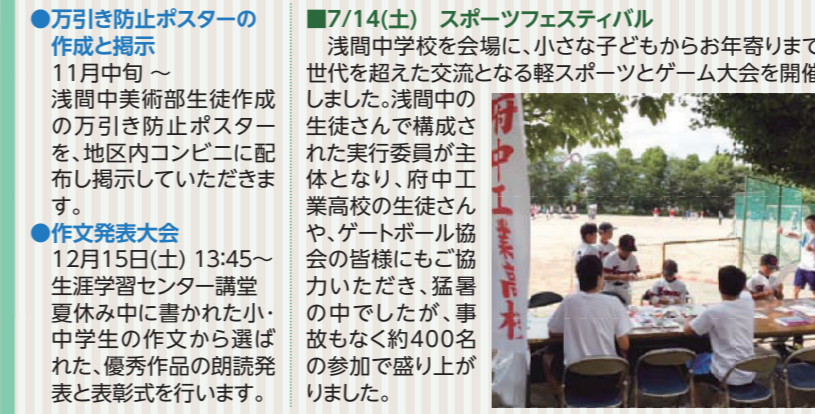 ●万引き防止ポスターの
作成と掲示
11月中旬 ～
浅間中美術部生徒作成
の万引き防止ポスター
を、地区内コンビニに配
布し掲示していただきま
す。
●作文発表大会
12月15日(土) 13:45～
生涯学習センター講堂
夏休み中に書かれた小・
中学生の作文から選ば
れた、優秀作品の朗読発
表と表彰式を行います。
■7/14(土) スポーツフェスティバル
浅間中学校を会場に、小さな子どもからお年寄りまで
世代を超えた交流となる軽スポーツとゲーム大会を開催
しました。浅間中の
生徒さんで構成さ
れた実行委員が主
体となり、府中工
業高校の生徒さん
や、ゲートボール協
会の皆様にもご協
力いただき、猛暑
の中でしたが、事
故もなく約400名
の参加で盛り上が
りました。
府中工業高校